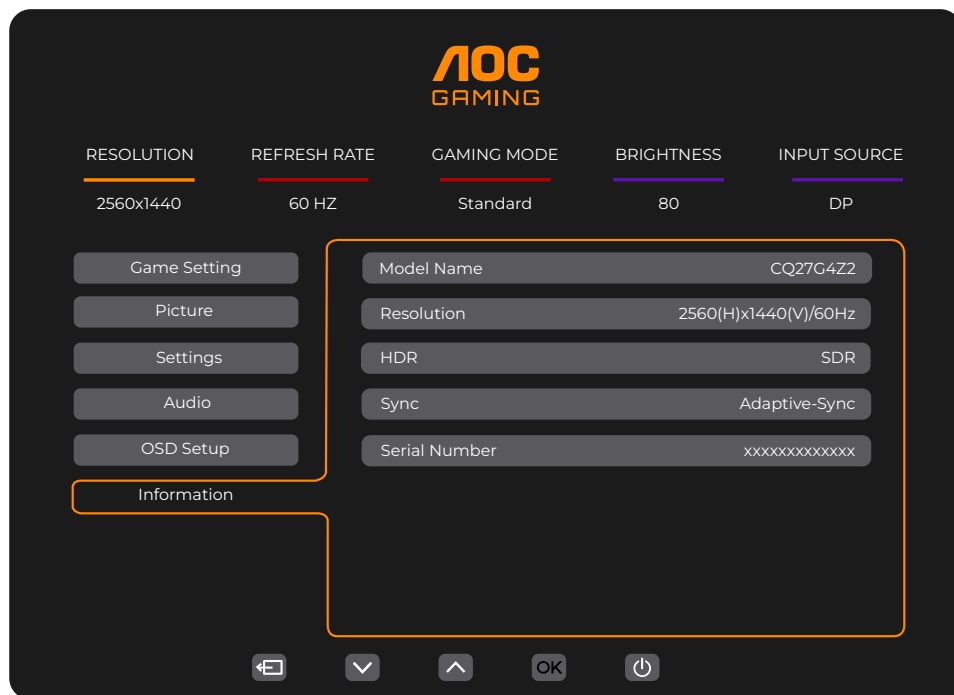 AOC
GAMING
RESOLUTION REFRESH RATE GAMING MODE BRIGHTNESS INPUT SOURCE
2560x1440 60 HZ Standard 80 DP
Game Setting Model Name CQ27G4Z2
Picture Resolution 2560(H)x1440(V)/60Hz
Settings HDR SDR
Audio Sync Adaptive-Sync
OSD Setup Serial Number xxxxxxxxxxxxx
Information
OK